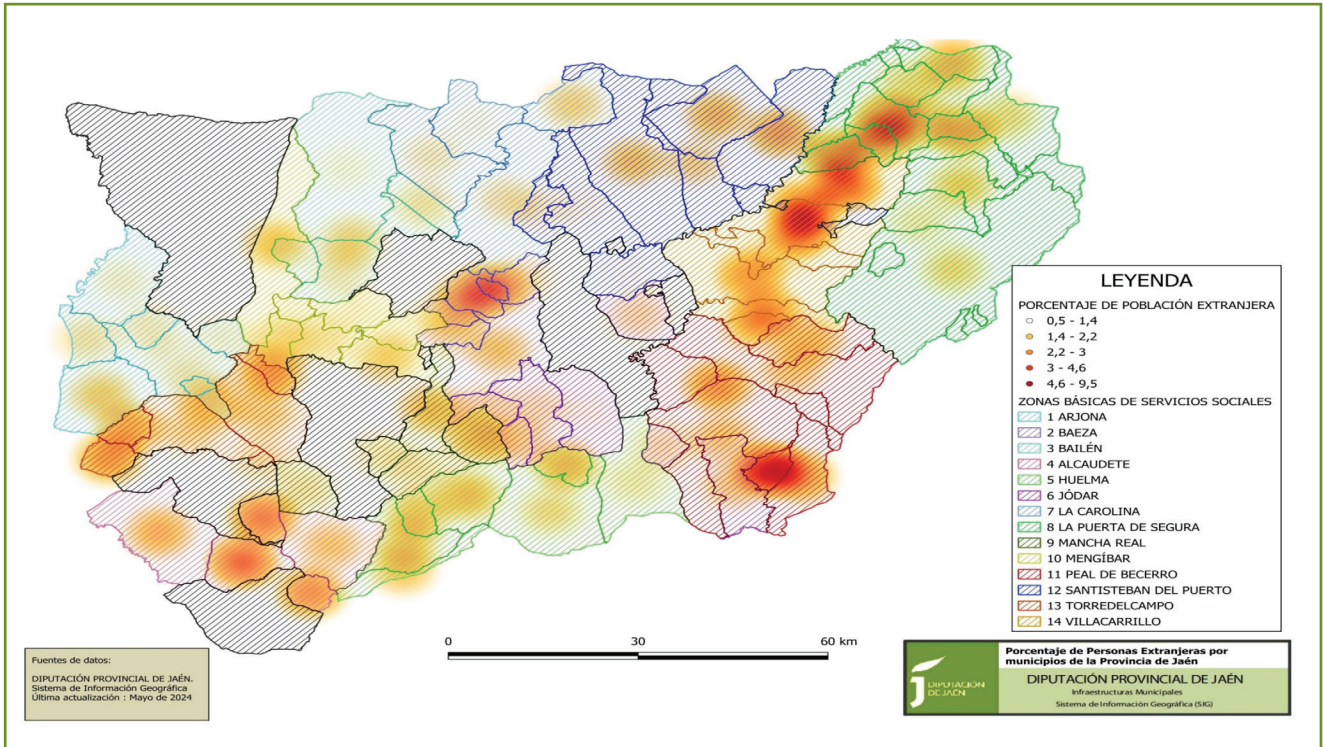 LEYENDA
PORCENTAJE DE POBLACIÓN EXTRANJERA
0,5 - 1,4
1,4 - 2,2
2,2 - 3
3 - 4,6
4,6 - 9,5
ZONAS BÁSICAS DE SERVICIOS SOCIALES
1 ARJONA
2 BAEZA
3 BAILÉN
4 ALCAUDETE
5 HUELMA
6 JÓDAR
7 LA CAROLINA
8 LA PUERTA DE SEGURA
9 MANCHA REAL
10 MENGÍBAR
11 PEAL DE BECERRO
12 SANTISTEBAN DEL PUERTO
13 TORREDELCAMPO
14 VILLACARRILLO
0 30 60 km
Fuentes de datos:
DIPUTACIÓN PROVINCIAL DE JAÉN.
Sistema de Información Geográfica
Última actualización : Mayo de 2024
DIPUTACIÓN
DE JAÉN
Porcentaje de Personas Extranjeras por
municipios de la Provincia de Jaén
DIPUTACIÓN PROVINCIAL DE JAÉN
Infraestructuras Municipales
Sistema de Información Geográfica (SIG)